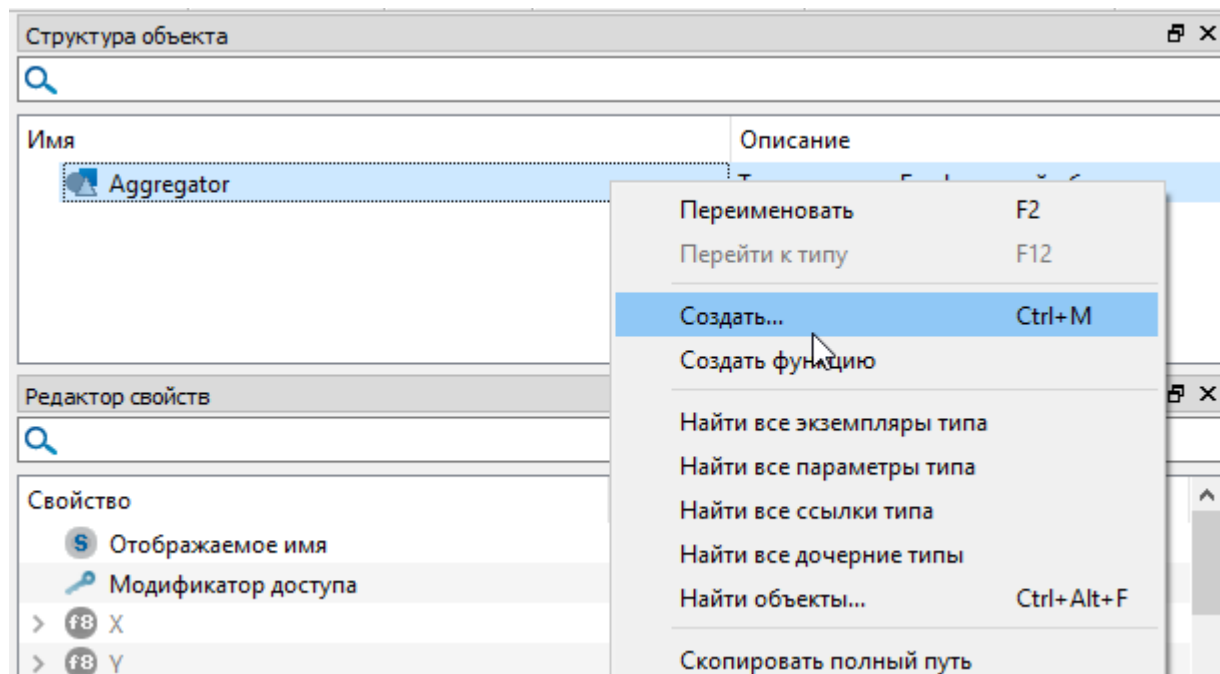 Структура объекта
Имя Описание
Aggregator
Переименовать F2
Перейти к типу F12
Создать... Ctrl+M
Создать функцию
Редактор свойств
Найти все экземпляры типа
Найти все параметры типа
Свойство
Найти все ссылки типа
S Отображаемое имя
Найти все дочерние типы
Модификатор доступа
Найти объекты... Ctrl+Alt+F
f8 X
f8 Y
Скопировать полный путь